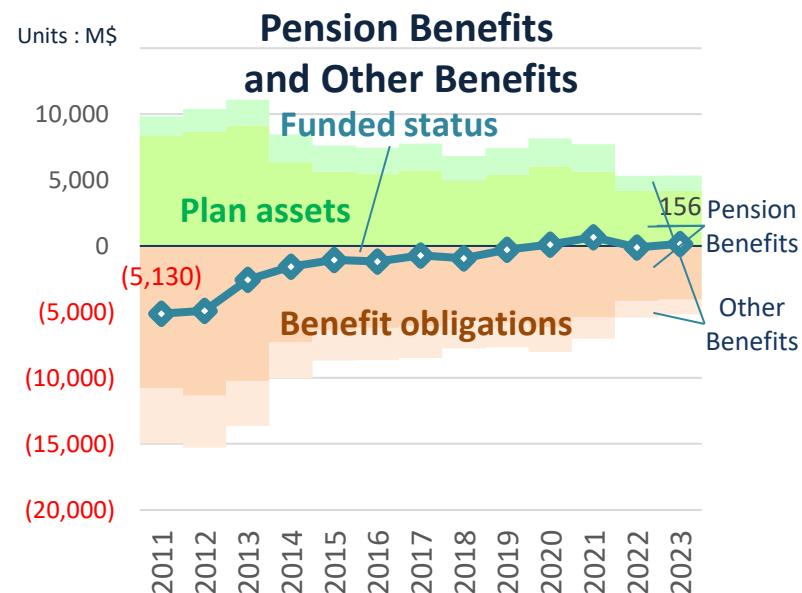 Units : M$
Pension Benefits
and Other Benefits
10,000
5,000
0
(5,000)
(10,000)
(15,000)
(20,000)
Funded status
Plan assets
(5,130)
156
Benefit obligations
Pension
Benefits
Other
Benefits
2011
2012
2013
2014
2015
2016
2017
2018
2019
2020
2021
2022
2023